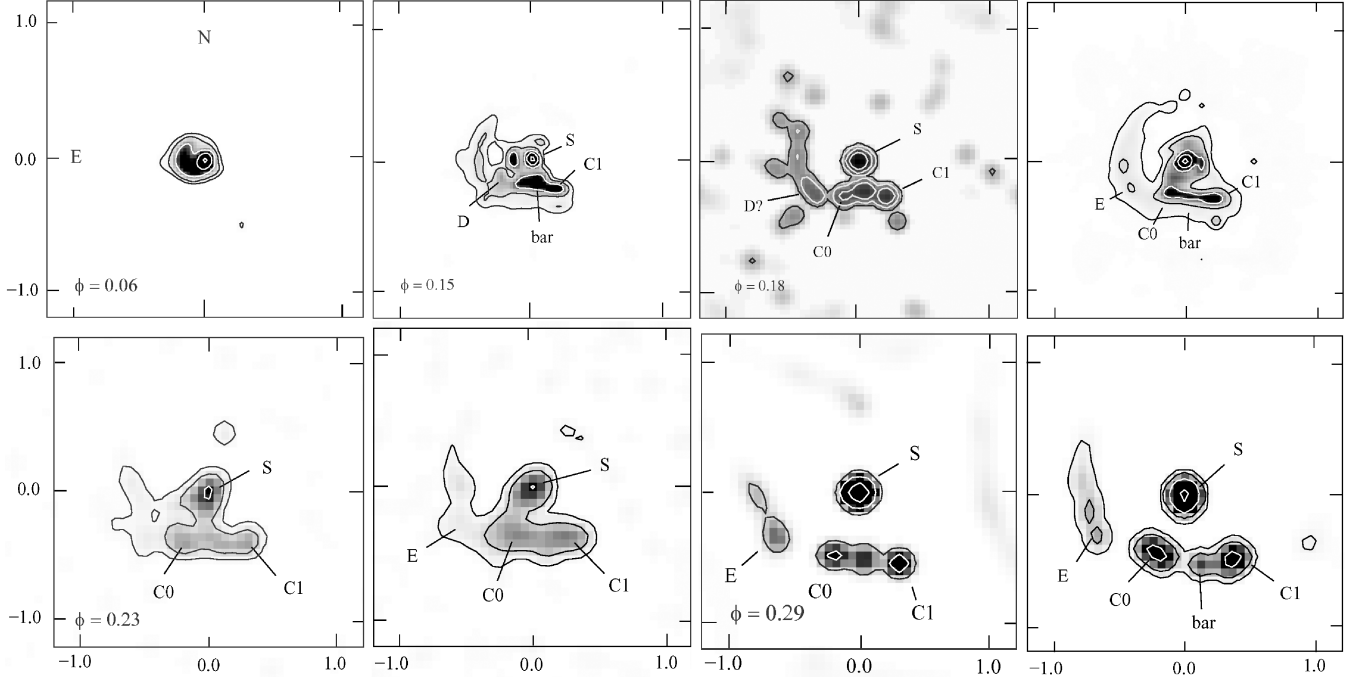 1.0
N
E
0.0
−1.0
ϕ = 0.06
S
C1
D
bar
ϕ = 0.15
S
C1
D?
C0
ϕ = 0.18
C1
E
C0
bar
1.0
0.0
−1.0
S
C0
C1
ϕ = 0.23
−1.0 0.0 1.0
S
E
C0
C1
−1.0 0.0 1.0
S
E
C0
C1
ϕ = 0.29
−1.0 0.0 1.0
S
E
C0
C1
bar
−1.0 0.0 1.0